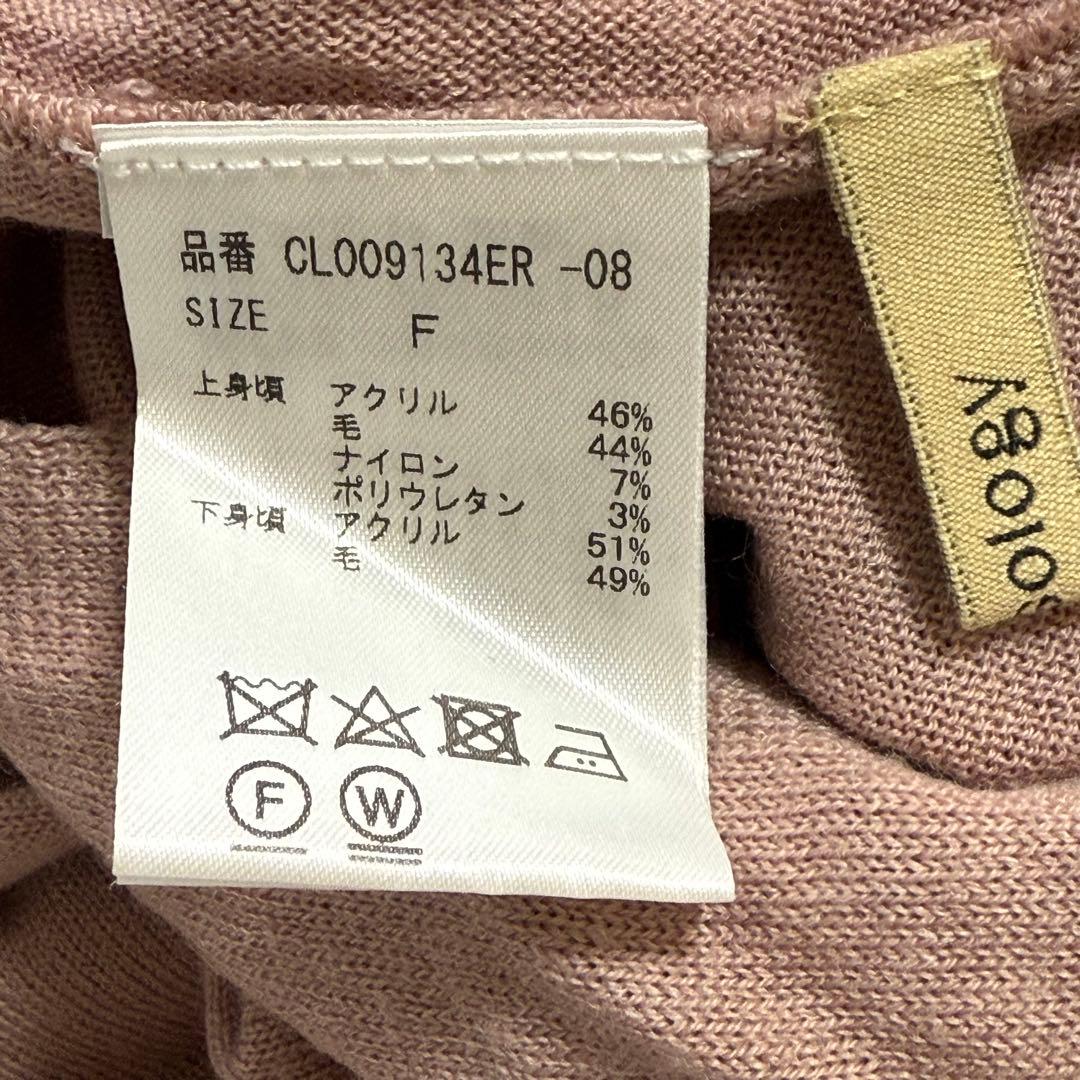 品番 CL009134ER -08
SIZE F
上身頃 アクリル 46%
毛 44%
ナイロン 7%
ポリウレタン 3%
下身頃 アクリル 51%
毛 49%
F W